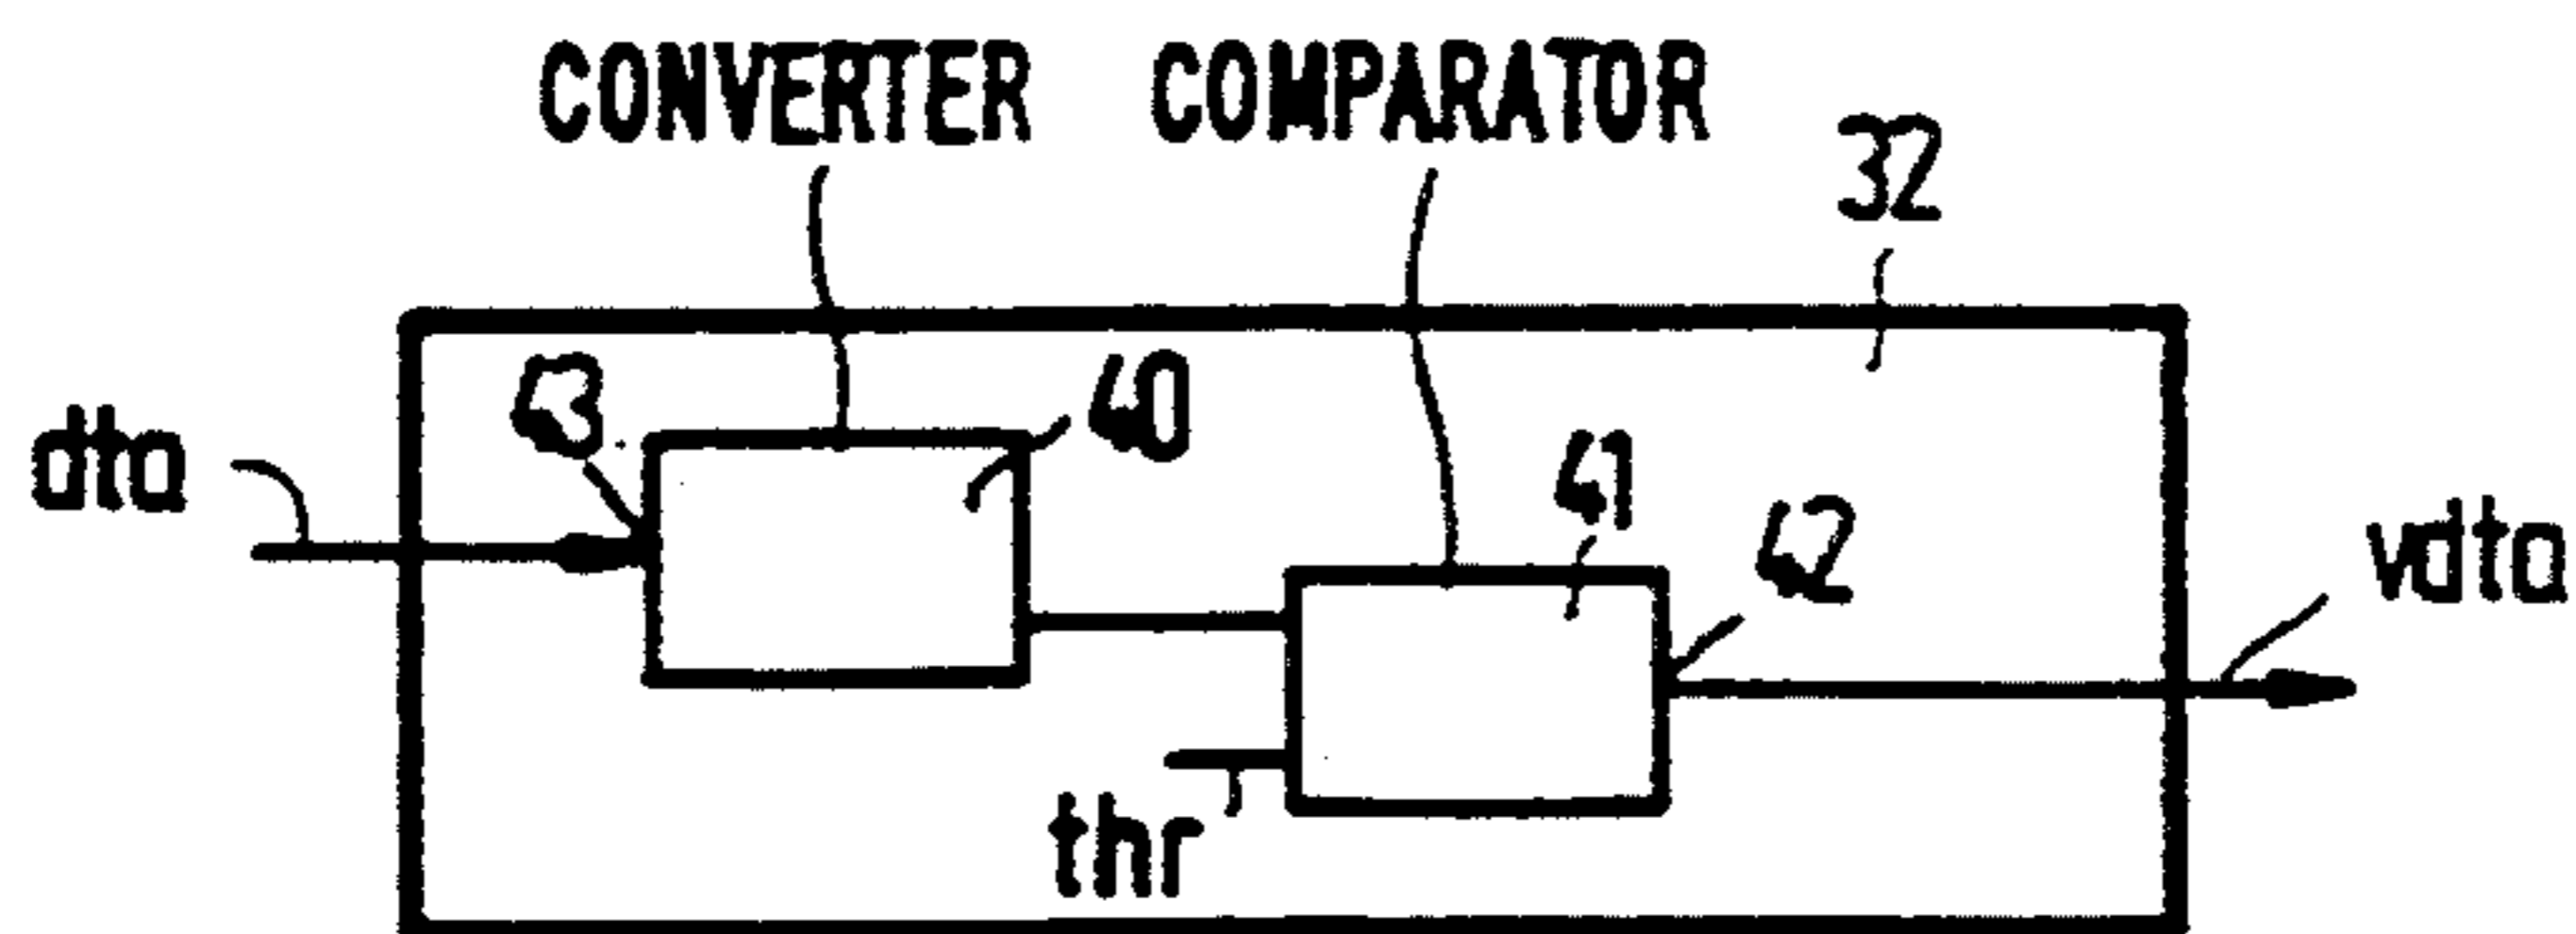 CONVERTER COMPARATOR
32
43 40
dta 41 42 vdta
thr